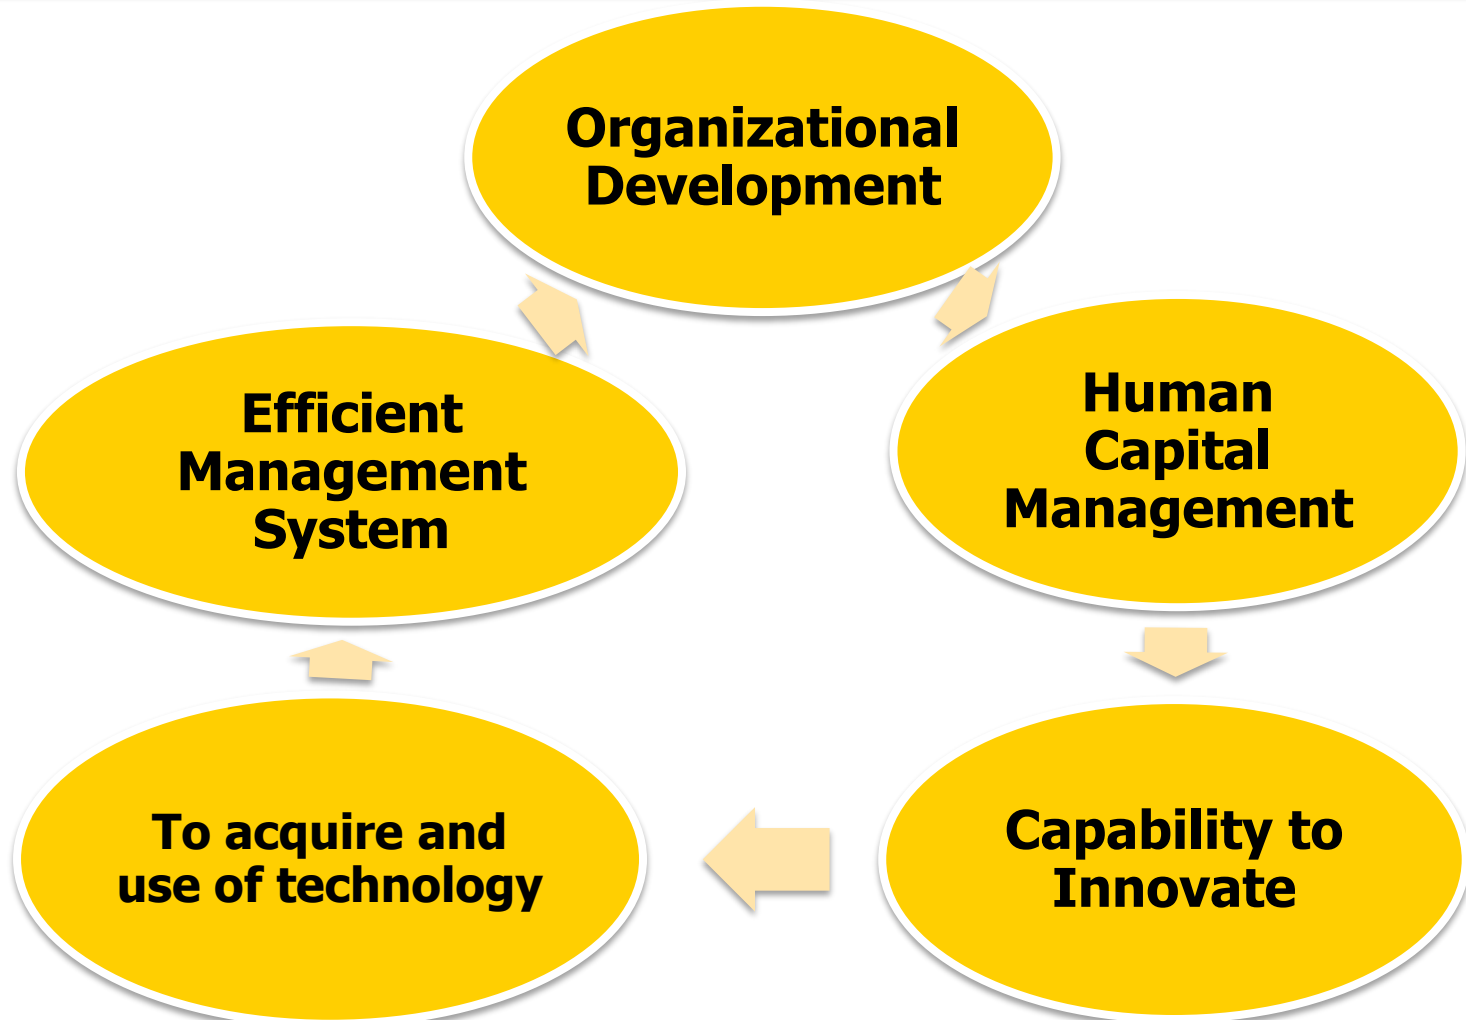 Organizational
Development
Human
Capital
Management
Capability to
Innovate
To acquire and
use of technology
Efficient
Management
System